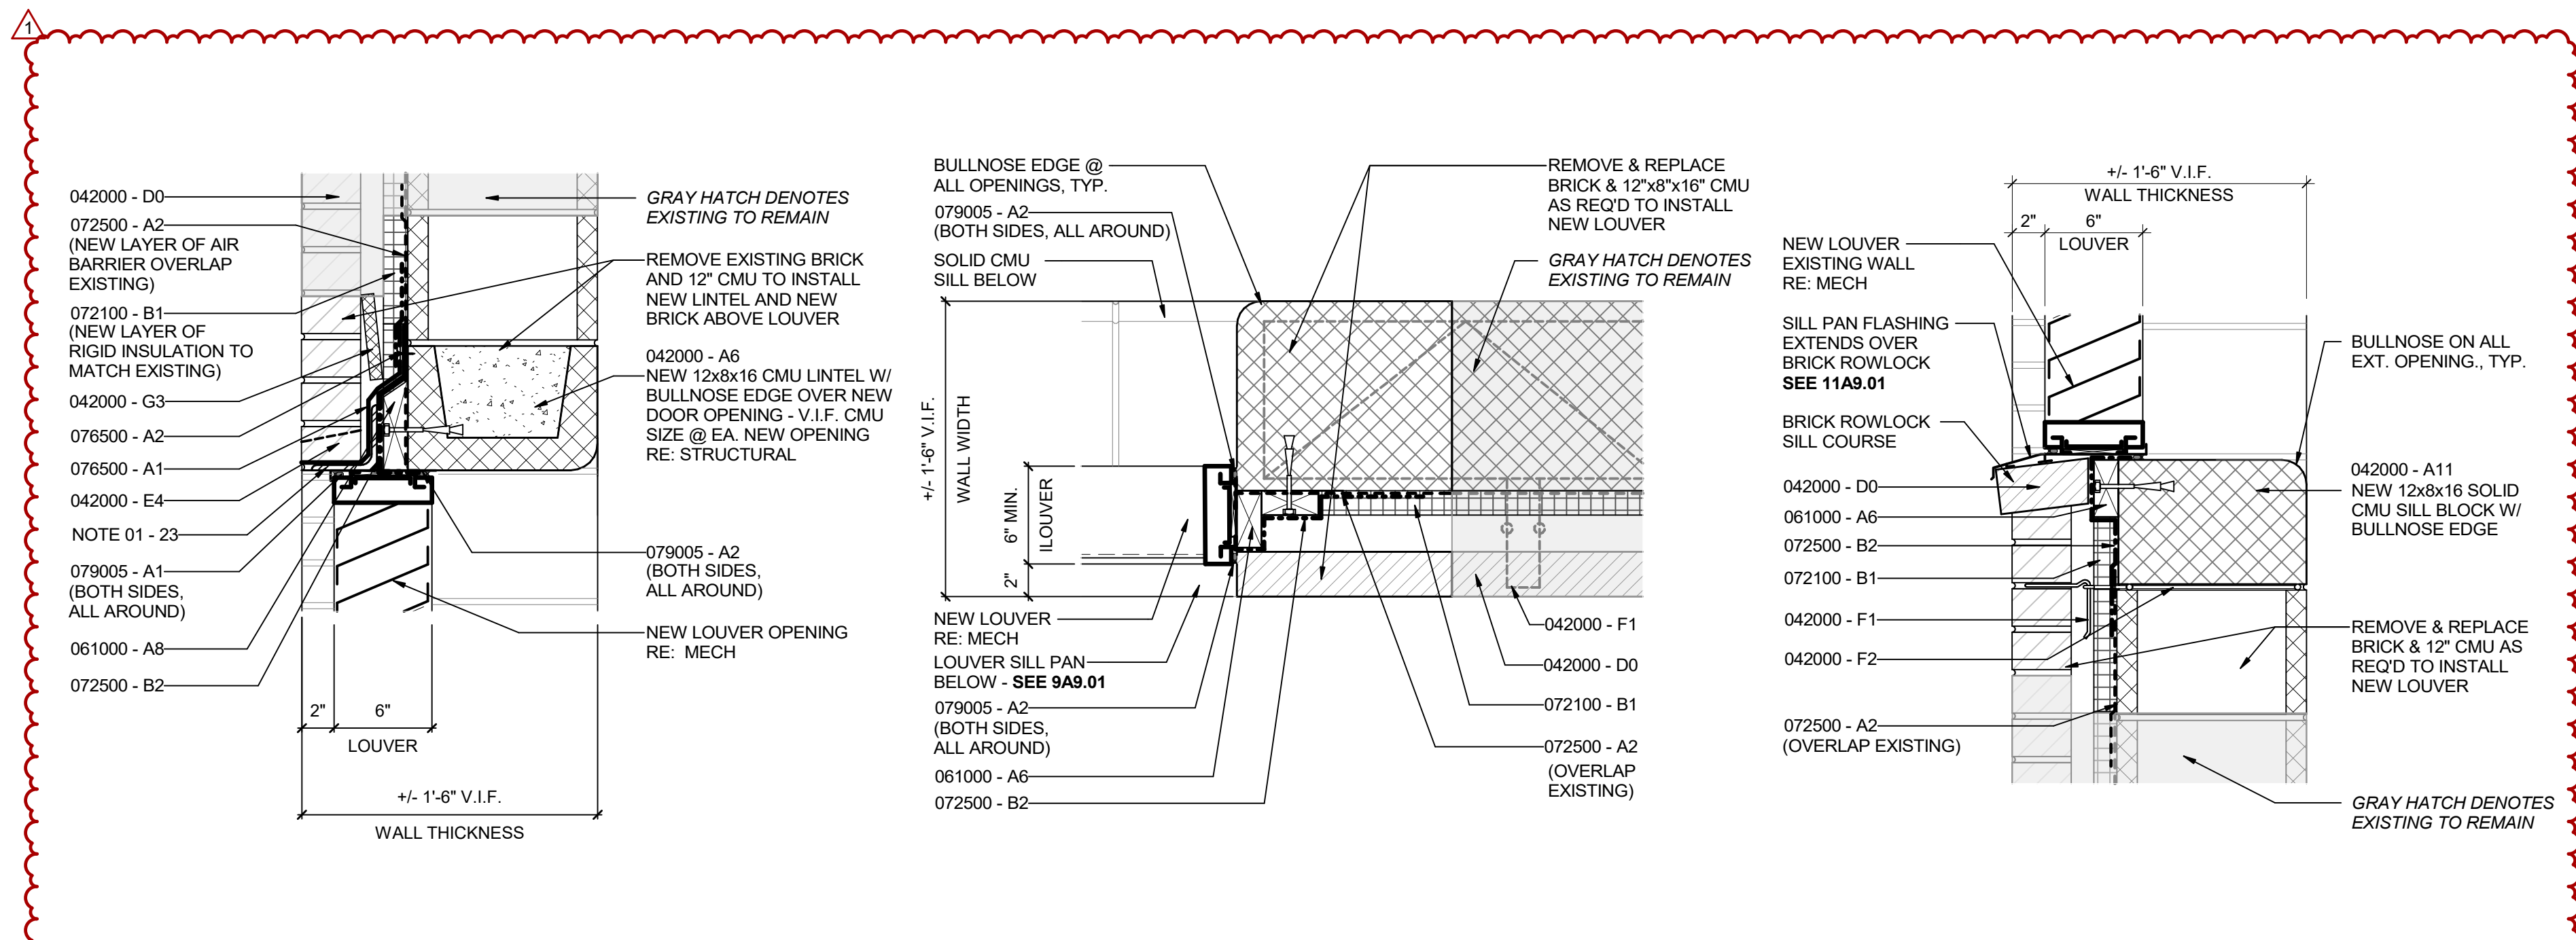 1
042000 - D0
072500 - A2
(NEW LAYER OF AIR
BARRIER OVERLAP
EXISTING)
072100 - B1
(NEW LAYER OF
RIGID INSULATION TO
MATCH EXISTING)
042000 - G3
076500 - A2
076500 - A1
042000 - E4
NOTE 01 - 23
079005 - A1
(BOTH SIDES,
ALL AROUND)
061000 - A8
072500 - B2
GRAY HATCH DENOTES
EXISTING TO REMAIN
REMOVE EXISTING BRICK
AND 12" CMU TO INSTALL
NEW LINTEL AND NEW
BRICK ABOVE LOUVER
042000 - A6
NEW 12x8x16 CMU LINTEL W/
BULLNOSE EDGE OVER NEW
DOOR OPENING - V.I.F. CMU
SIZE @ EA. NEW OPENING
RE: STRUCTURAL
079005 - A2
(BOTH SIDES,
ALL AROUND)
NEW LOUVER OPENING
RE: MECH
2"
6"
LOUVER
+/- 1'-6" V.I.F.
WALL THICKNESS
BULLNOSE EDGE @
ALL OPENINGS, TYP.
079005 - A2
(BOTH SIDES, ALL AROUND)
SOLID CMU
SILL BELOW
+/- 1'-6" V.I.F.
WALL WIDTH
6" MIN.
lLOUVER
2"
NEW LOUVER
RE: MECH
LOUVER SILL PAN
BELOW - SEE 9A9.01
079005 - A2
(BOTH SIDES,
ALL AROUND)
061000 - A6
072500 - B2
REMOVE & REPLACE
BRICK & 12"x8"x16" CMU
AS REQ'D TO INSTALL
NEW LOUVER
GRAY HATCH DENOTES
EXISTING TO REMAIN
042000 - F1
042000 - D0
072100 - B1
072500 - A2
(OVERLAP
EXISTING)
+/- 1'-6" V.I.F.
WALL THICKNESS
2"
6"
LOUVER
NEW LOUVER
EXISTING WALL
RE: MECH
SILL PAN FLASHING
EXTENDS OVER
BRICK ROWLOCK
SEE 11A9.01
BRICK ROWLOCK
SILL COURSE
042000 - D0
061000 - A6
072500 - B2
072100 - B1
042000 - F1
042000 - F2
072500 - A2
(OVERLAP EXISTING)
BULLNOSE ON ALL
EXT. OPENING., TYP.
042000 - A11
NEW 12x8x16 SOLID
CMU SILL BLOCK W/
BULLNOSE EDGE
REMOVE & REPLACE
BRICK & 12" CMU AS
REQ'D TO INSTALL
NEW LOUVER
GRAY HATCH DENOTES
EXISTING TO REMAIN